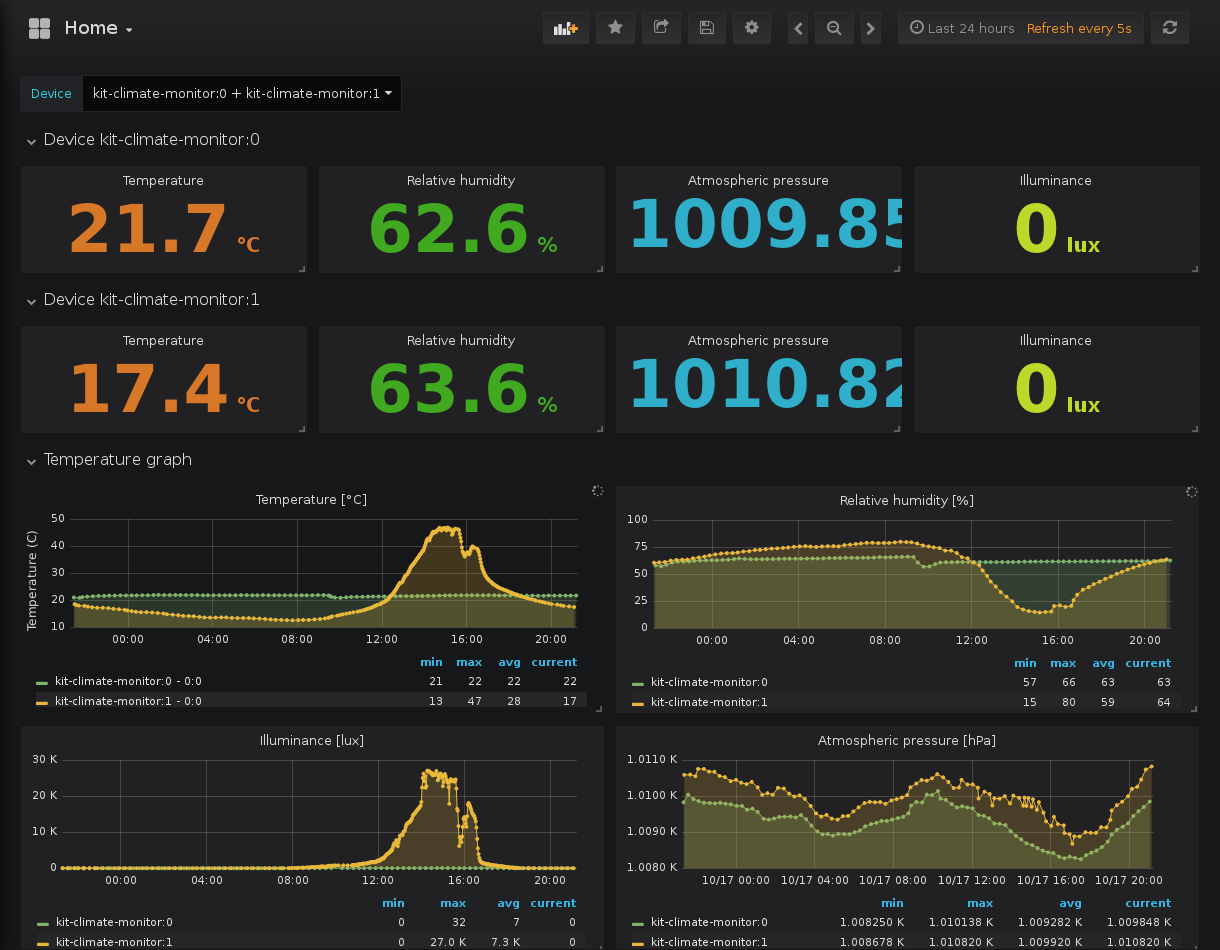 Home
Last 24 hours Refresh every 5s
Device kit-climate-monitor:0 + kit-climate-monitor:1
Device kit-climate-monitor:0
Temperature Relative humidity Atmospheric pressure Illuminance
21.7 °C 62.6 % 1009.85 0 lux
Device kit-climate-monitor:1
Temperature Relative humidity Atmospheric pressure Illuminance
17.4 °C 63.6 % 1010.82 0 lux
Temperature graph
Temperature [°C]
Temperature (C)
50
40
30
20
10
00:00 04:00 08:00 12:00 16:00 20:00
min max avg current
kit-climate-monitor:0 - 0:0 21 22 22 22
kit-climate-monitor:1 - 0:0 13 47 28 17
Relative humidity [%]
100
75
50
25
0
00:00 04:00 08:00 12:00 16:00 20:00
min max avg current
kit-climate-monitor:0 57 66 63 63
kit-climate-monitor:1 15 80 59 64
Illuminance [lux]
30 K
20 K
10 K
0
00:00 04:00 08:00 12:00 16:00 20:00
min max avg current
kit-climate-monitor:0 0 32 7 0
kit-climate-monitor:1 0 27.0 K 7.3 K 0
Atmospheric pressure [hPa]
1.0110 K
1.0100 K
1.0090 K
1.0080 K
10/17 00:00 10/17 04:00 10/17 08:00 10/17 12:00 10/17 16:00 10/17 20:00
min max avg current
kit-climate-monitor:0 1.008250 K 1.010138 K 1.009282 K 1.009848 K
kit-climate-monitor:1 1.008678 K 1.010820 K 1.009920 K 1.010820 K